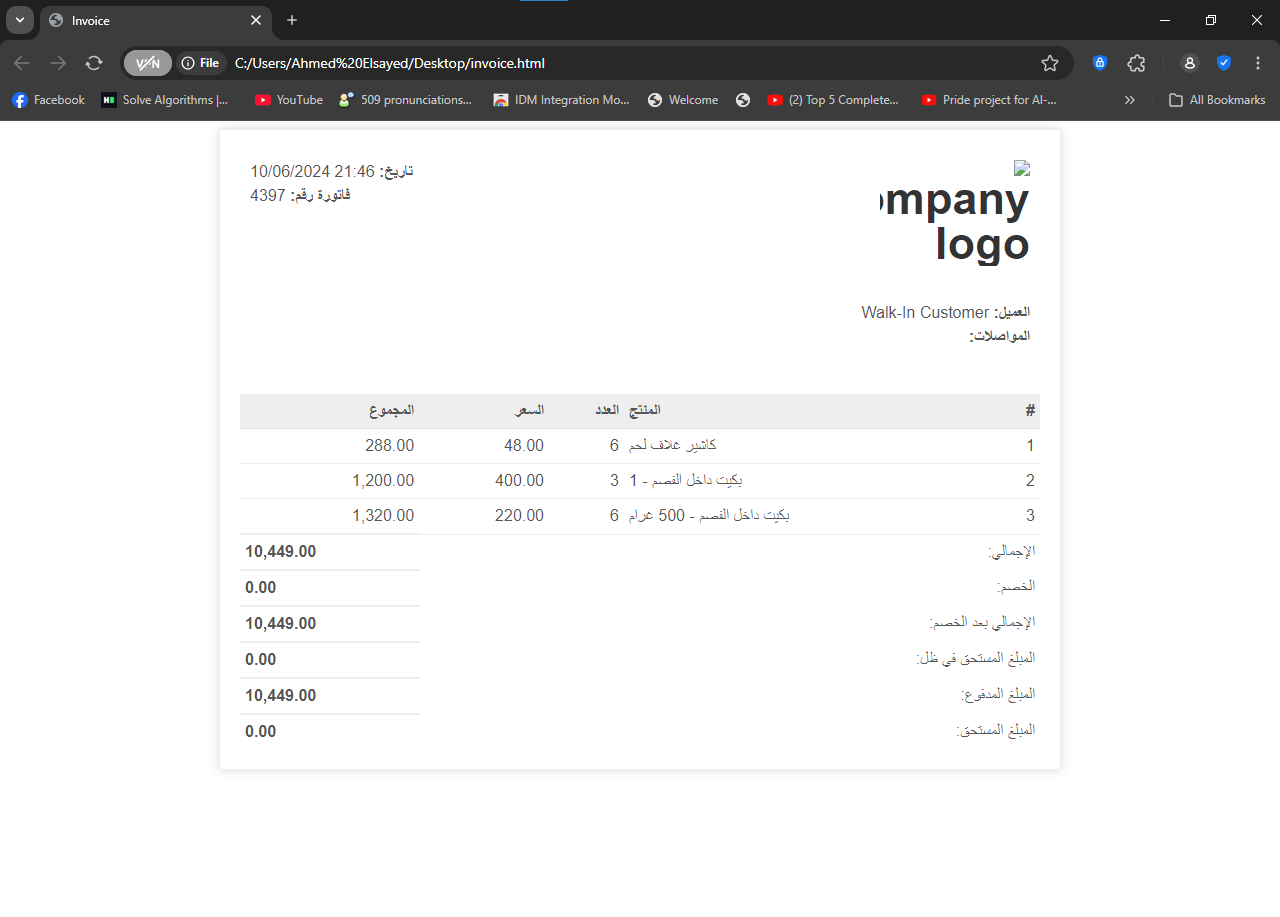 Invoice
VPN File C:/Users/Ahmed%20Elsayed/Desktop/invoice.html
Facebook Solve Algorithms |... YouTube 509 pronunciations... IDM Integration Mo... Welcome (2) Top 5 Complete... Pride project for AI-... All Bookmarks
تاريخ: 10/06/2024 21:46
فاتورة رقم: 4397
ompany
logo
العميل: Walk-In Customer
المواصلات:
# المنتج العدد السعر المجموع
1 كاشير غلاف لحم 6 48.00 288.00
2 بكيت داخل الفصم - 1 3 400.00 1,200.00
3 بكيت داخل الفصم - 500 غرام 6 220.00 1,320.00
الإجمالي: 10,449.00
الخصم: 0.00
الإجمالي بعد الخصم: 10,449.00
المبلغ المستحق في ظل: 0.00
المبلغ المدفوع: 10,449.00
المبلغ المستحق: 0.00